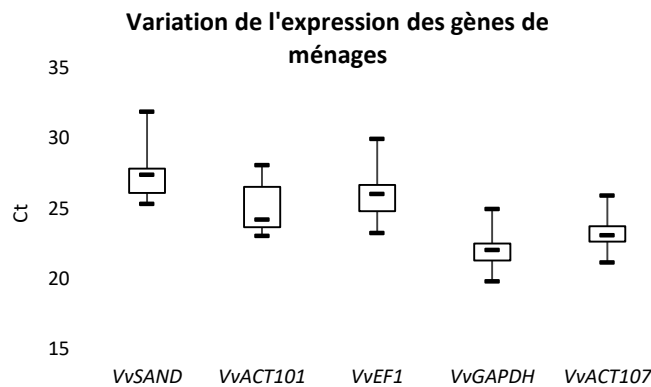 Variation de l'expression des gènes de
ménages
35
30
25
20
15
Ct
VvSAND VvACT101 VvEF1 VvGAPDH VvACT107